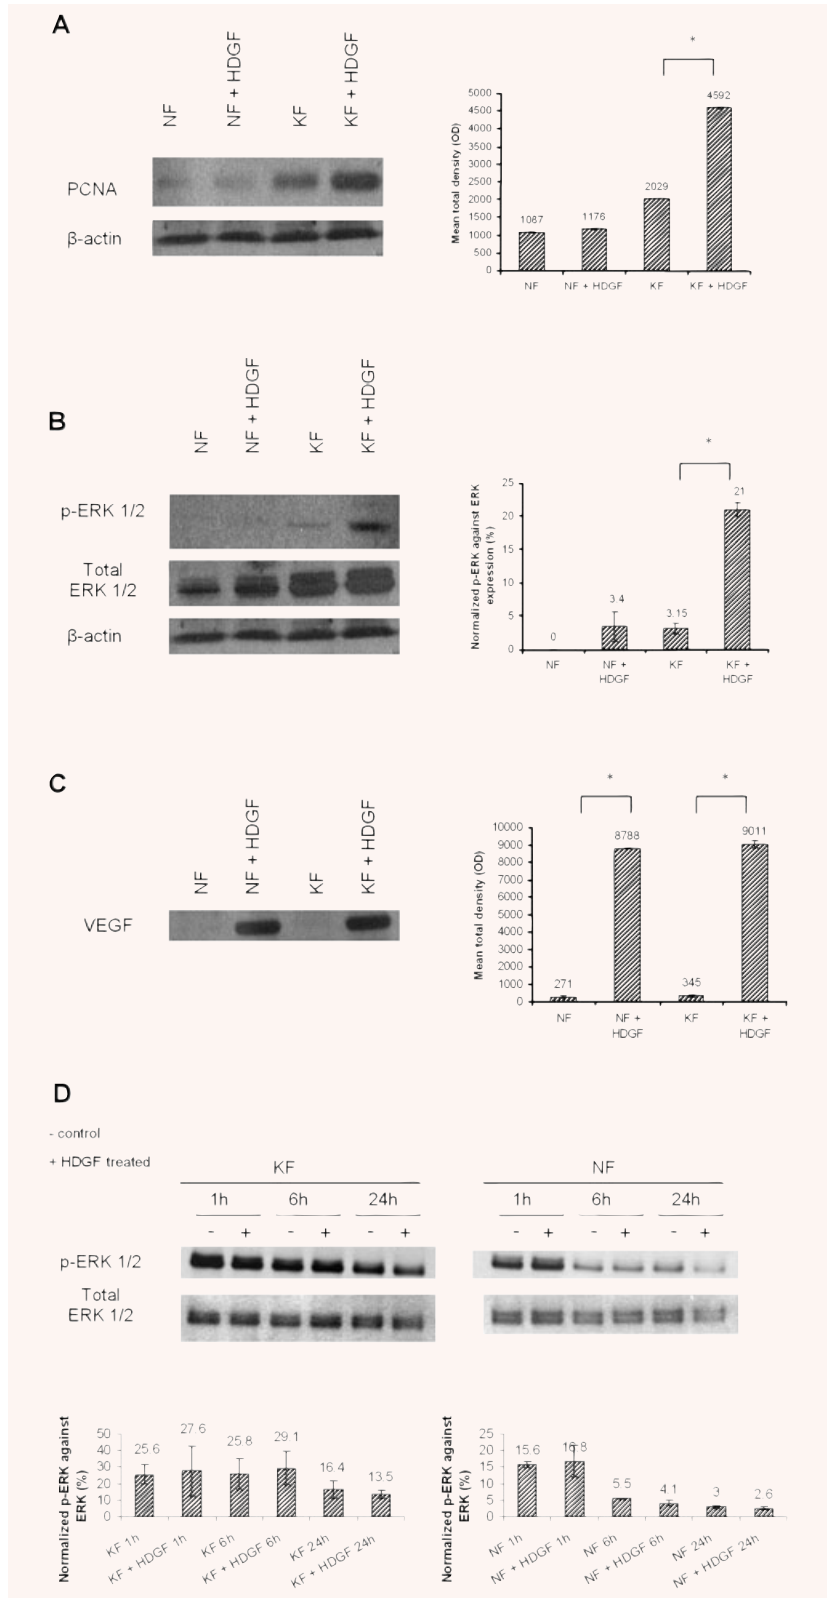 A
NF
NF + HDGF
KF
KF + HDGF
PCNA
β-actin
*
Mean total density (OD)
5000
4500
4000
3500
3000
2500
2000
1500
1000
500
0
1087
1176
2029
4592
NF
NF + HDGF
KF
KF + HDGF
B
NF
NF + HDGF
KF
KF + HDGF
p-ERK 1/2
Total
ERK 1/2
β-actin
*
Normalized p-ERK against ERK
expression (%)
25
20
15
10
5
0
0
3.4
3.15
21
NF
NF +
HDGF
KF
KF +
HDGF
C
NF
NF + HDGF
KF
KF + HDGF
VEGF
*
*
Mean total density (OD)
10000
9000
8000
7000
6000
5000
4000
3000
2000
1000
0
271
8788
345
9011
NF
NF +
HDGF
KF
KF +
HDGF
D
- control
+ HDGF treated
KF
1h 6h 24h
- + - + - +
NF
1h 6h 24h
- + - + - +
p-ERK 1/2
Total
ERK 1/2
Normalized p-ERK against
ERK (%)
50
40
30
20
10
0
25.6
27.6
25.8
29.1
16.4
13.5
KF 1h
KF + HDGF 1h
KF 6h
KF + HDGF 6h
KF 24h
KF + HDGF 24h
Normalized p-ERK against
ERK (%)
25
20
15
10
5
0
15.6
16.8
5.5
4.1
3
2.6
NF 1h
NF + HDGF 1h
NF 6h
NF + HDGF 6h
NF 24h
NF + HDGF 24h